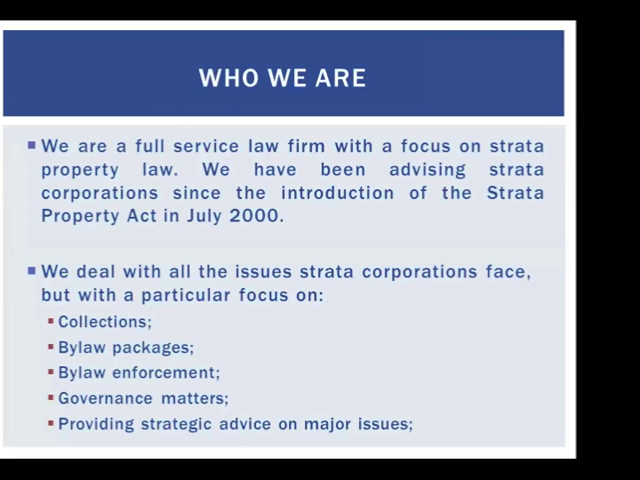 WHO WE ARE
We are a full service law firm with a focus on strata
property law. We have been advising strata
corporations since the introduction of the Strata
Property Act in July 2000.
We deal with all the issues strata corporations face,
but with a particular focus on:
Collections;
Bylaw packages;
Bylaw enforcement;
Governance matters;
Providing strategic advice on major issues;